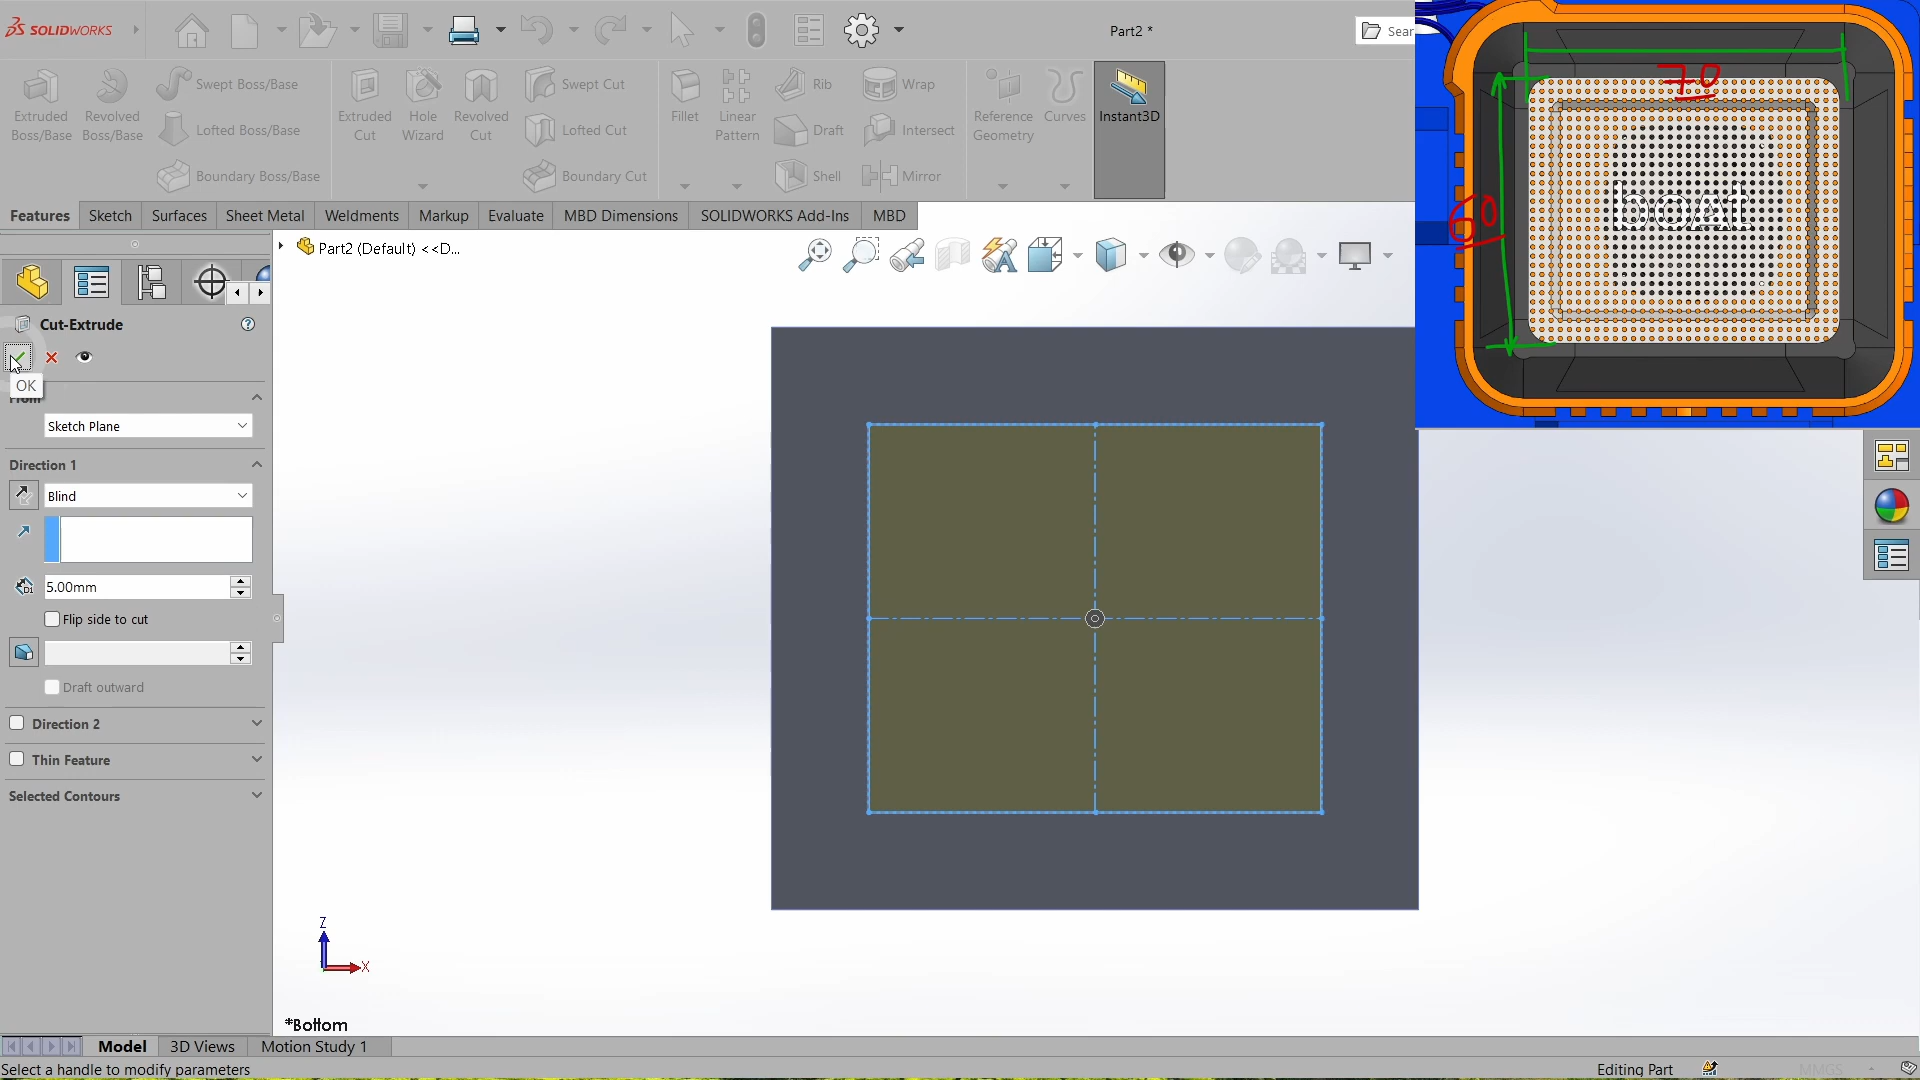 SOLIDWORKS
Part2 *
Sear
Extruded
Boss/Base
Revolved
Boss/Base
Swept Boss/Base
Lofted Boss/Base
Boundary Boss/Base
Extruded
Cut
Hole
Wizard
Revolved
Cut
Swept Cut
Lofted Cut
Boundary Cut
Fillet
Linear
Pattern
Rib
Draft
Shell
Wrap
Intersect
Mirror
Reference
Geometry
Curves
Instant3D
Features
Sketch
Surfaces
Sheet Metal
Weldments
Markup
Evaluate
MBD Dimensions
SOLIDWORKS Add-Ins
MBD
Part2 (Default) <<D...
70
60
boAt
Cut-Extrude
OK
From
Sketch Plane
Direction 1
Blind
D1
5.00mm
Flip side to cut
Draft outward
Direction 2
Thin Feature
Selected Contours
Z
X
*Bottom
Model
3D Views
Motion Study 1
Select a handle to modify parameters
Editing Part
MMGS